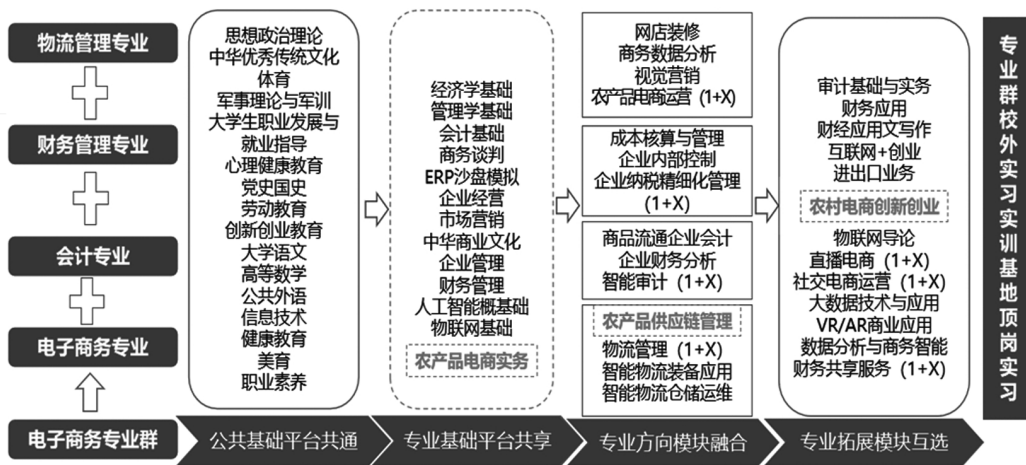 物流管理专业
财务管理专业
会计专业
电子商务专业
电子商务专业群
思想政治理论
中华优秀传统文化
体育
军事理论与军训
大学生职业发展与
就业指导
心理健康教育
党史国史
劳动教育
创新创业教育
大学语文
高等数学
公共外语
信息技术
健康教育
美育
职业素养
公共基础平台共通
经济学基础
管理学基础
会计基础
商务谈判
ERP沙盘模拟
企业经营
市场营销
中华商业文化
企业管理
财务管理
人工智能概基础
物联网基础
农产品电商实务
专业基础平台共享
网店装修
商务数据分析
视觉营销
农产品电商运营（1+X）
成本核算与管理
企业内部控制
企业纳税精细化管理
（1+X）
商品流通企业会计
企业财务分析
智能审计（1+X）
农产品供应链管理
物流管理（1+X）
智能物流装备应用
智能物流仓储运维
专业方向模块融合
审计基础与实务
财务应用
财经应用文写作
互联网+创业
进出口业务
农村电商创新创业
物联网导论
直播电商（1+X）
社交电商运营（1+X）
大数据技术与应用
VR/AR商业应用
数据分析与商务智能
财务共享服务（1+X）
专业拓展模块互选
专业群校外实习实训基地顶岗实习